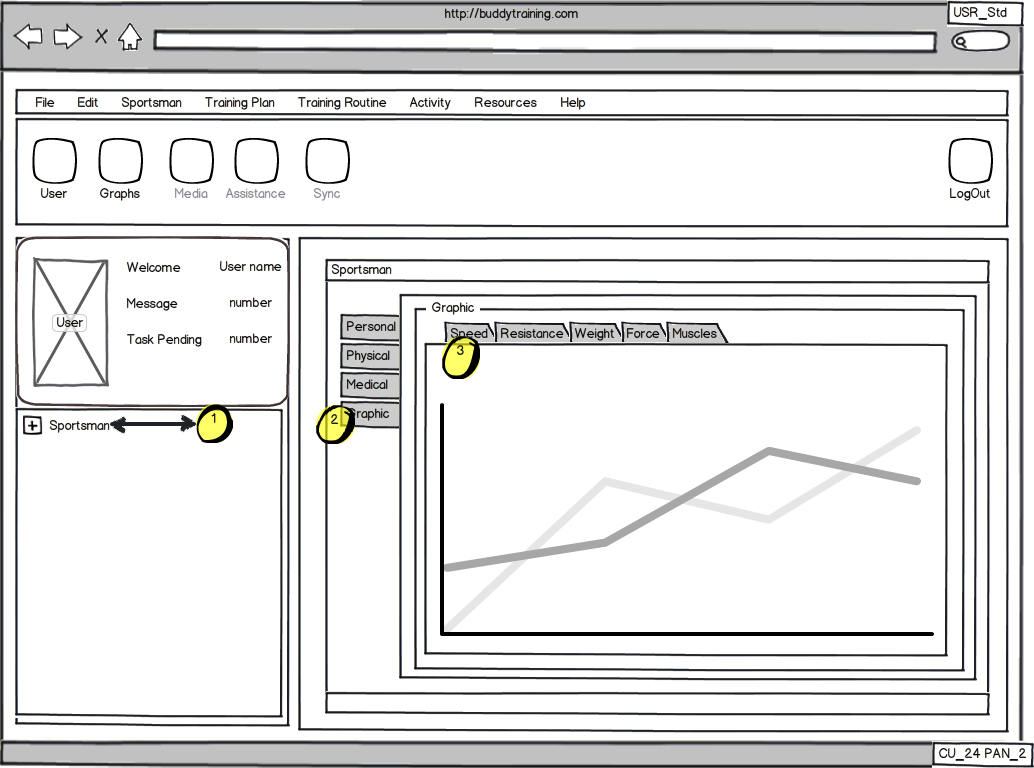 http://buddytraining.com
USR_Std
File Edit Sportsman Training Plan Training Routine Activity Resources Help
User Graphs Media Assistance Sync LogOut
Welcome User name
Message number
User
Task Pending number
Sportsman 1
Sportsman
Graphic
Speed Resistance Weight Force Muscles
3
Personal
Physical
Medical
2 Graphic
CU_24 PAN_2